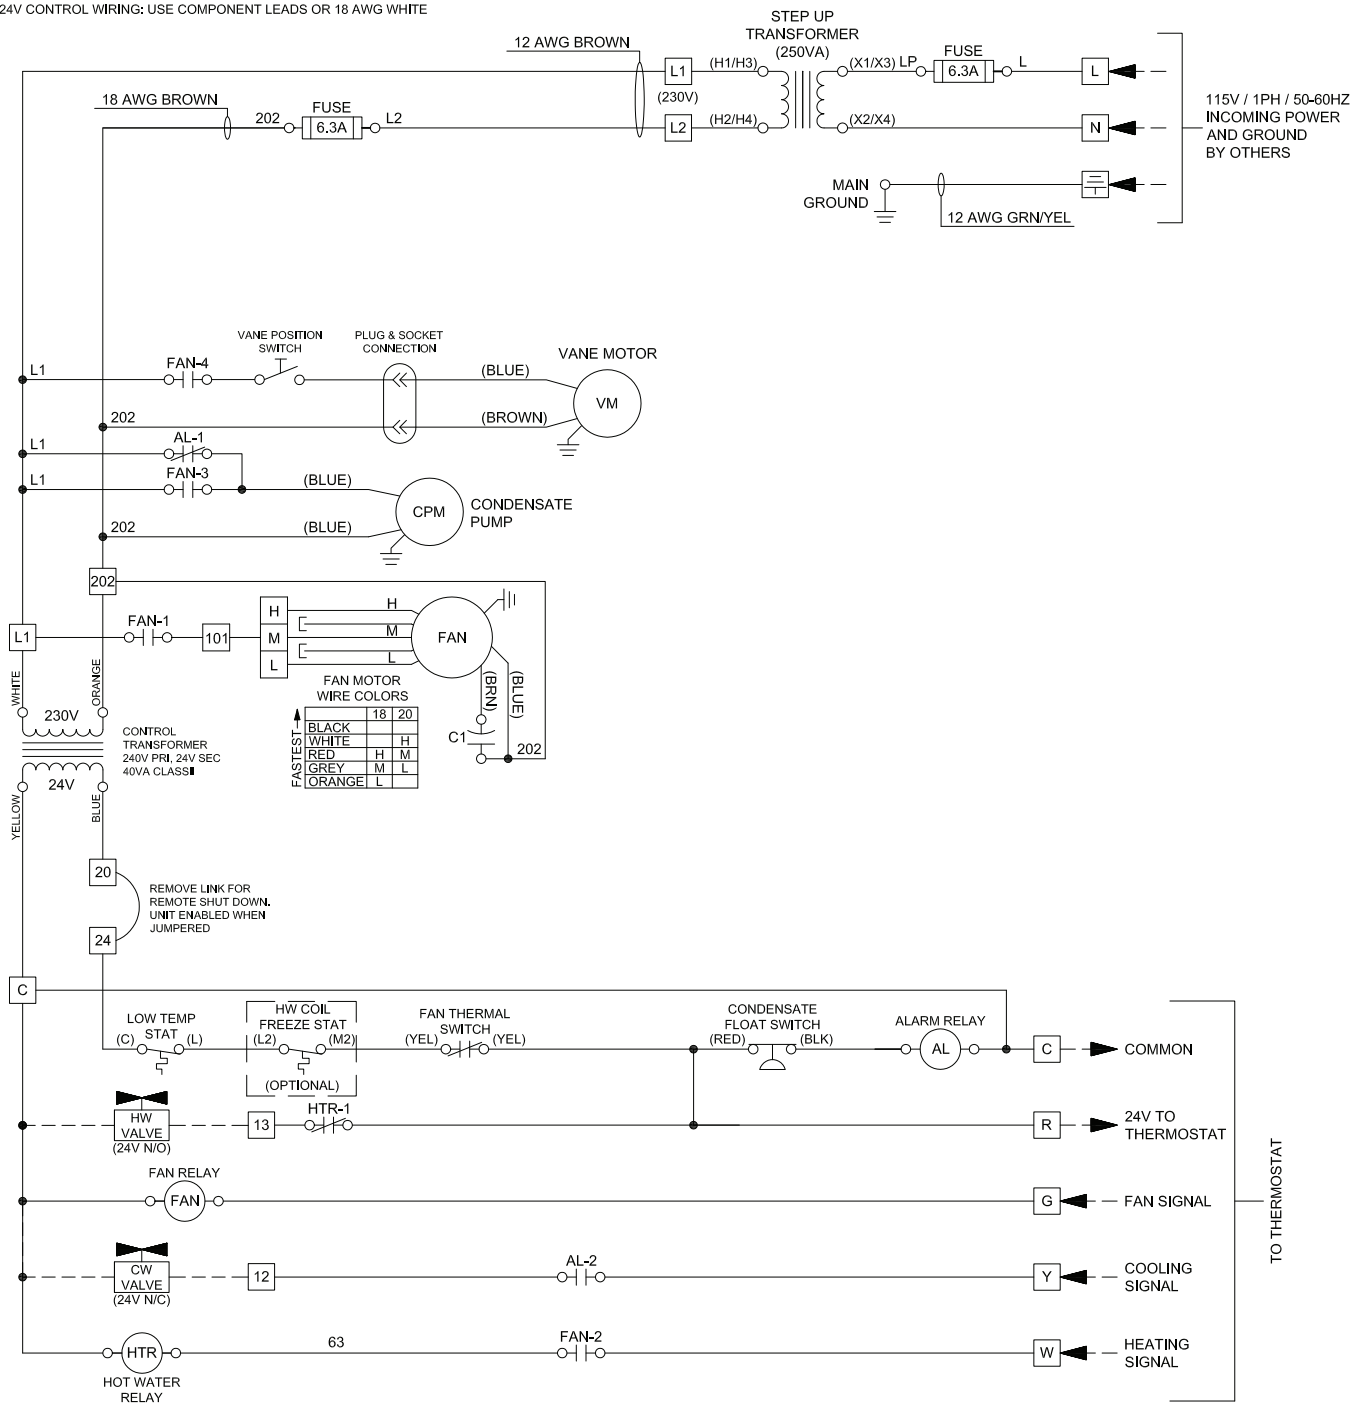 24V CONTROL WIRING: USE COMPONENT LEADS OR 18 AWG WHITE
STEP UP
TRANSFORMER
(250VA)
12 AWG BROWN
L1
(230V)
(H1/H3)
(X1/X3)
LP
FUSE
6.3A
L
L
18 AWG BROWN
202
FUSE
6.3A
L2
L2
(H2/H4)
(X2/X4)
N
115V / 1PH / 50-60HZ
INCOMING POWER
AND GROUND
BY OTHERS
MAIN
GROUND
12 AWG GRN/YEL
L1
FAN-4
VANE POSITION
SWITCH
PLUG & SOCKET
CONNECTION
(BLUE)
VANE MOTOR
VM
202
(BROWN)
L1
AL-1
L1
FAN-3
(BLUE)
CPM
CONDENSATE
PUMP
202
(BLUE)
202
L1
FAN-1
101
H
M
L
H
M
L
FAN
(BRN)
(BLUE)
C1
202
FAN MOTOR
WIRE COLORS
FASTEST
18 20
BLACK
WHITE H
RED H M
GREY M L
ORANGE L
WHITE
ORANGE
230V
24V
CONTROL
TRANSFORMER
240V PRI, 24V SEC
40VA CLASSII
YELLOW
BLUE
20
24
REMOVE LINK FOR
REMOTE SHUT DOWN.
UNIT ENABLED WHEN
JUMPERED
C
LOW TEMP
STAT
(C) (L)
HW COIL
FREEZE STAT
(L2) (M2)
(OPTIONAL)
FAN THERMAL
SWITCH
(YEL) (YEL)
CONDENSATE
FLOAT SWITCH
(RED) (BLK)
ALARM RELAY
AL
C
COMMON
HW
VALVE
(24V N/O)
13
HTR-1
R
24V TO
THERMOSTAT
FAN RELAY
FAN
G
FAN SIGNAL
CW
VALVE
(24V N/C)
12
AL-2
Y
COOLING
SIGNAL
HTR
HOT WATER
RELAY
63
FAN-2
W
HEATING
SIGNAL
TO THERMOSTAT